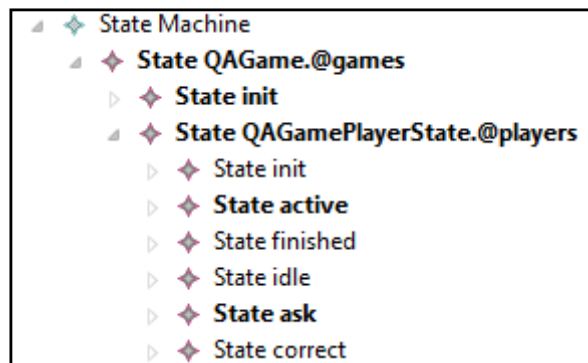 State Machine
State QAGame.@games
State init
State QAGamePlayerState.@players
State init
State active
State finished
State idle
State ask
State correct